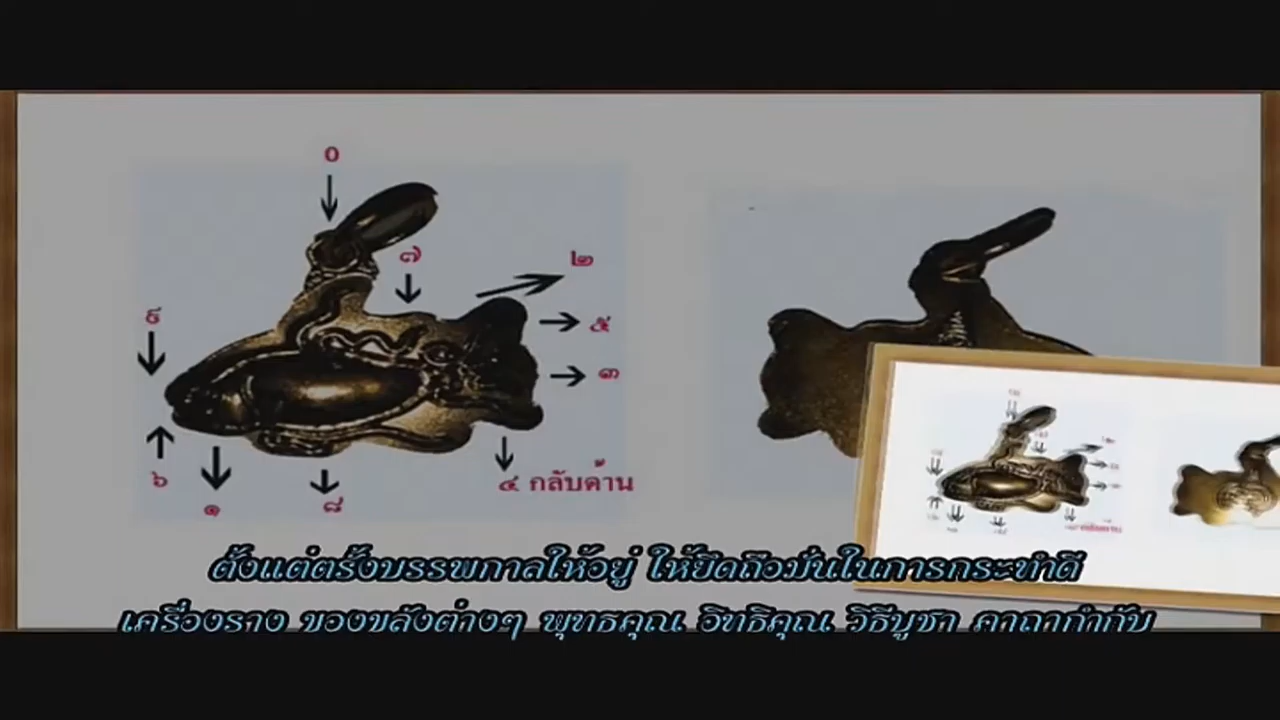 ๐
๗
๒
๕
๓
๖
๑
๘
๔ กลับด้าน
ตั้งแต่ครั้งบรรพกาลให้อยู่ ให้ยึดถือมั่นในการกระทำดี
เครื่องราง ของขลังต่างๆ พุทธคุณ อิทธิคุณ วิธีบูชา คาถากำกับ